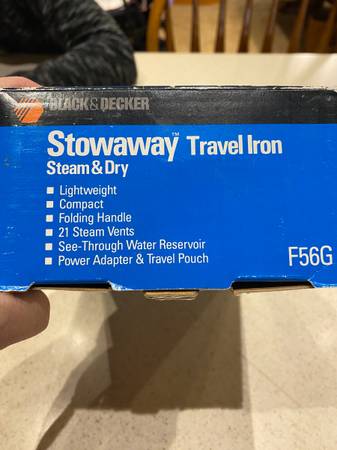 BLACK & DECKER
Stowaway™ Travel Iron
Steam & Dry
■ Lightweight
■ Compact
■ Folding Handle
■ 21 Steam Vents
■ See-Through Water Reservoir
■ Power Adapter & Travel Pouch
F56G